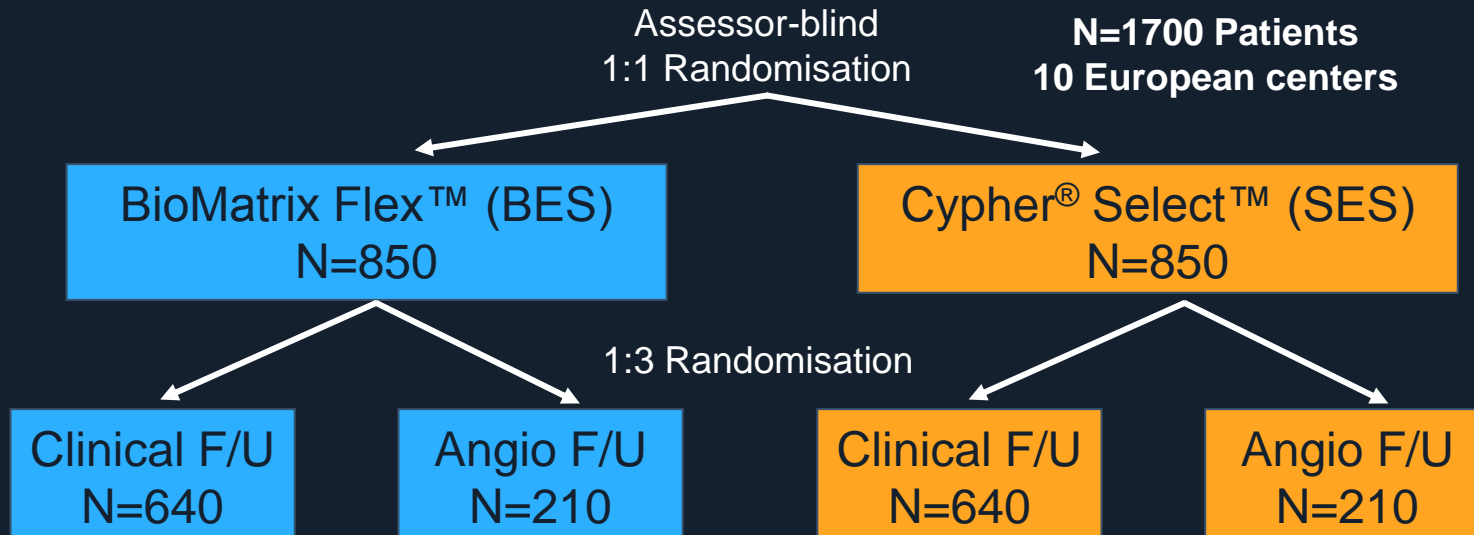 Assessor-blind
1:1 Randomisation
N=1700 Patients
10 European centers
BioMatrix Flex™ (BES)
N=850
Cypher® Select™ (SES)
N=850
1:3 Randomisation
Clinical F/U
N=640
Angio F/U
N=210
Clinical F/U
N=640
Angio F/U
N=210